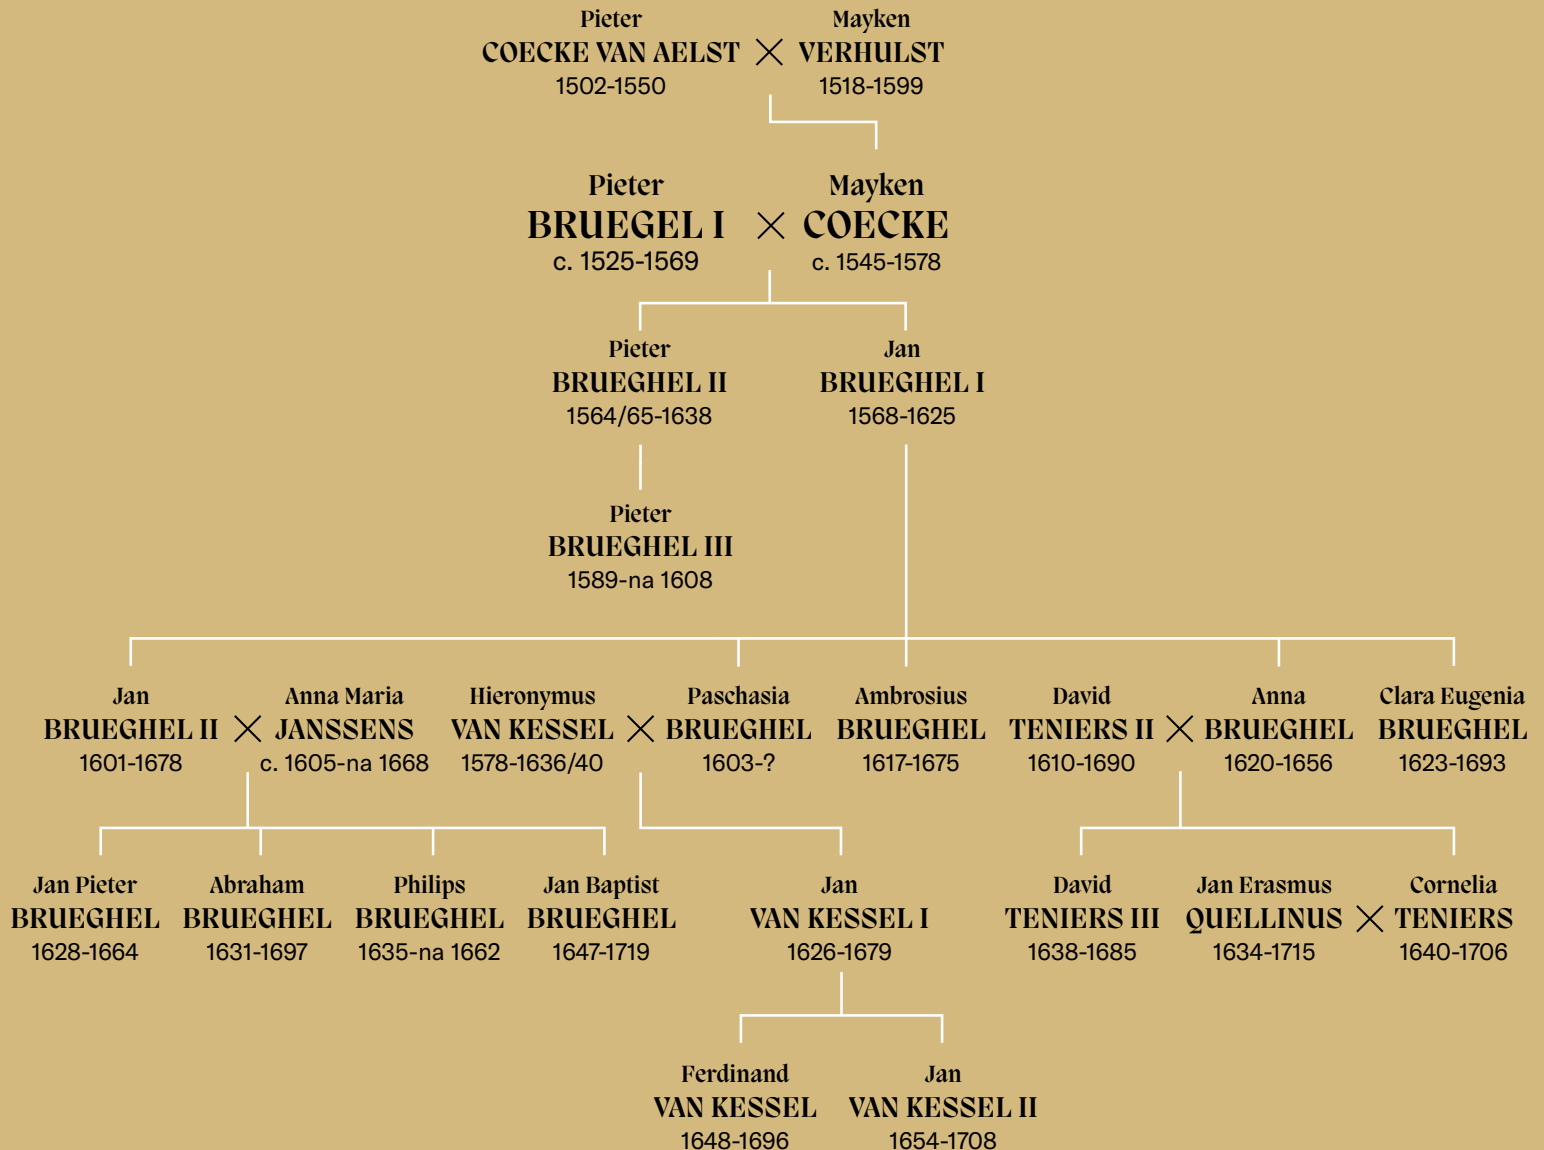 Pieter
COECKE VAN AELST
1502-1550
Mayken
VERHULST
1518-1599
Pieter
BRUEGEL I
c. 1525-1569
Mayken
COECKE
c. 1545-1578
Pieter
BRUEGHEL II
1564/65-1638
Jan
BRUEGHEL I
1568-1625
Pieter
BRUEGHEL III
1589-na 1608
Jan
BRUEGHEL II
1601-1678
Anna Maria
JANSSENS
c. 1605-na 1668
Hieronymus
VAN KESSEL
1578-1636/40
Paschasia
BRUEGHEL
1603-?
Ambrosius
BRUEGHEL
1617-1675
David
TENIERS II
1610-1690
Anna
BRUEGHEL
1620-1656
Clara Eugenia
BRUEGHEL
1623-1693
Jan Pieter
BRUEGHEL
1628-1664
Abraham
BRUEGHEL
1631-1697
Philips
BRUEGHEL
1635-na 1662
Jan Baptist
BRUEGHEL
1647-1719
Jan
VAN KESSEL I
1626-1679
David
TENIERS III
1638-1685
Jan Erasmus
QUELLINUS
1634-1715
Cornelia
TENIERS
1640-1706
Ferdinand
VAN KESSEL
1648-1696
Jan
VAN KESSEL II
1654-1708